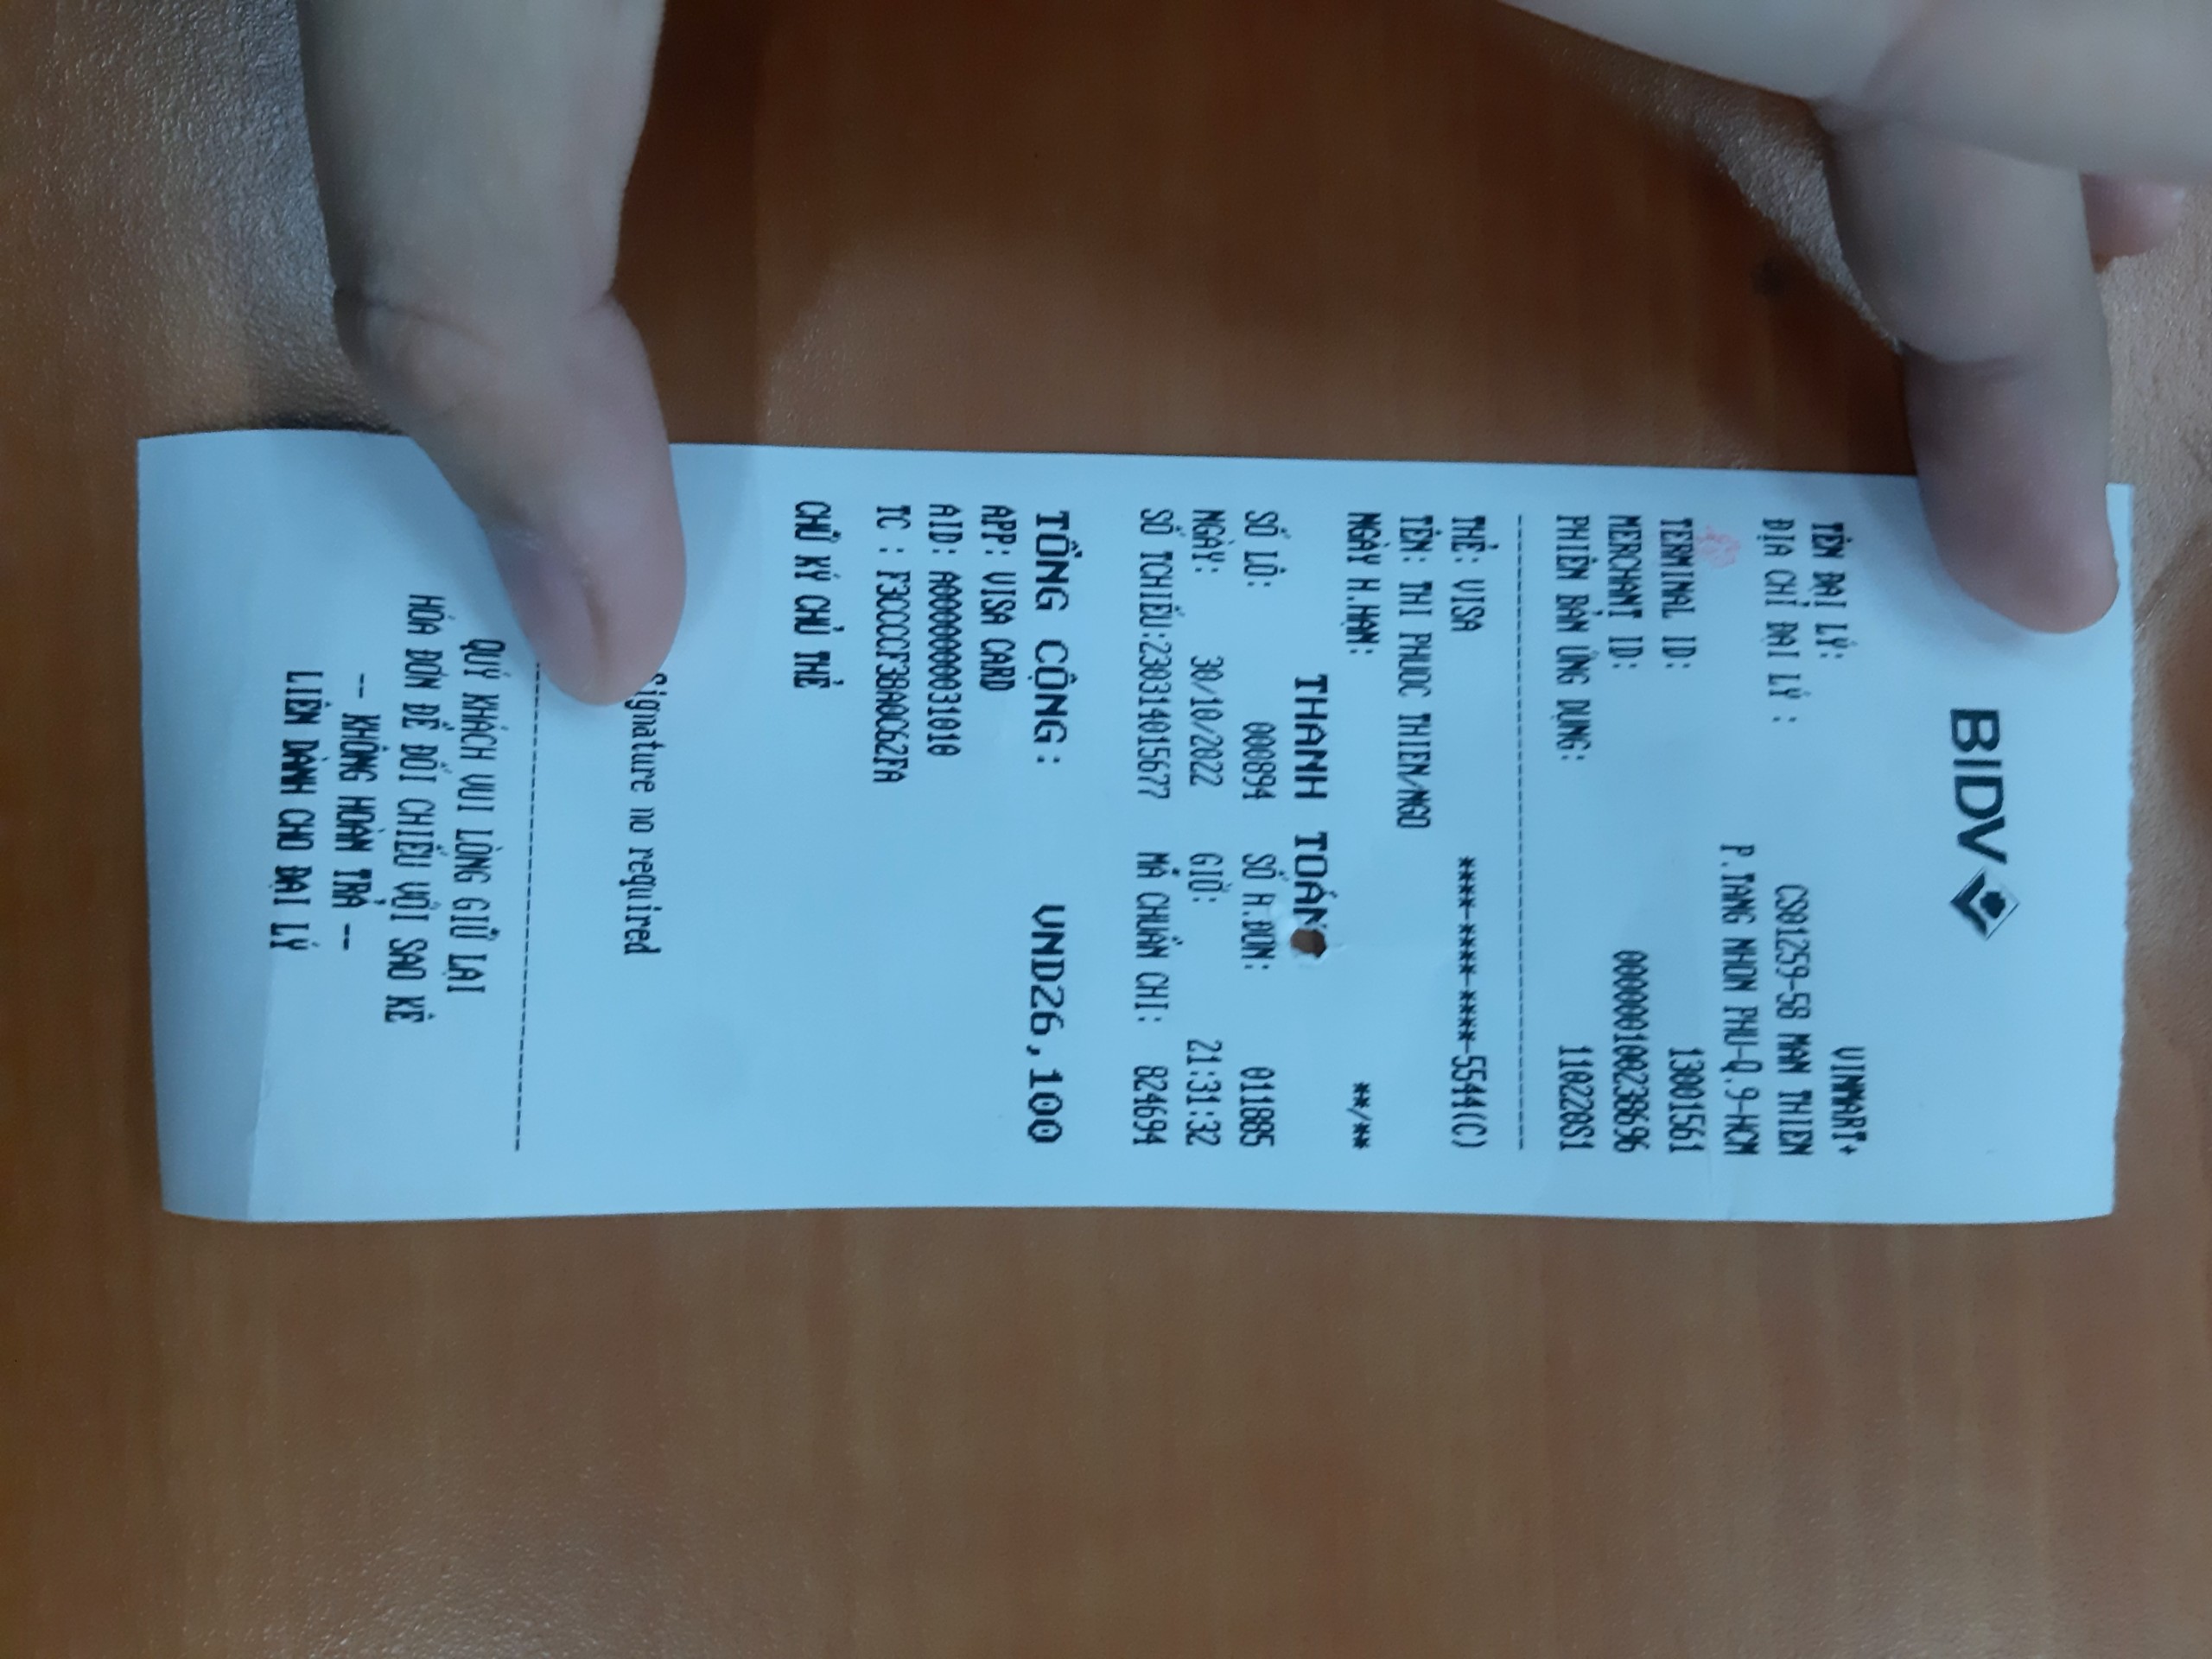 BIDV
TÊN ĐẠI LÝ: VINMART+
ĐỊA CHỈ ĐẠI LÝ : CS01259-58 MAN THIEN
P.TANG NHON PHU-Q.9-HCM
TERMINAL ID: 13001561
MERCHANT ID: 000000100238696
PHIÊN BẢN ỨNG DỤNG: 110220S1
THẺ: VISA ****-****-****-5544(C)
TÊN: THI PHUOC THIEN/NGO
NGÀY H.HẠN: **/**
THANH TOÁN
SỐ LÔ: 000894 SỐ H.ĐƠN: 011885
NGÀY: 30/10/2022 GIỜ: 21:31:32
SỐ TCHIẾU:230314015677 MÃ CHUẨN CHI: 824694
TỔNG CỘNG: VND26,100
APP: VISA CARD
AID: A0000000031010
TC : F3CCCCF38A0C62FA
CHỮ KÝ CHỦ THẺ
Signature no required
QUÝ KHÁCH VUI LÒNG GIỮ LẠI
HÓA ĐƠN ĐỂ ĐỐI CHIẾU VỚI SAO KÊ
-- KHÔNG HOÀN TRẢ --
LIÊN DÀNH CHO ĐẠI LÝ